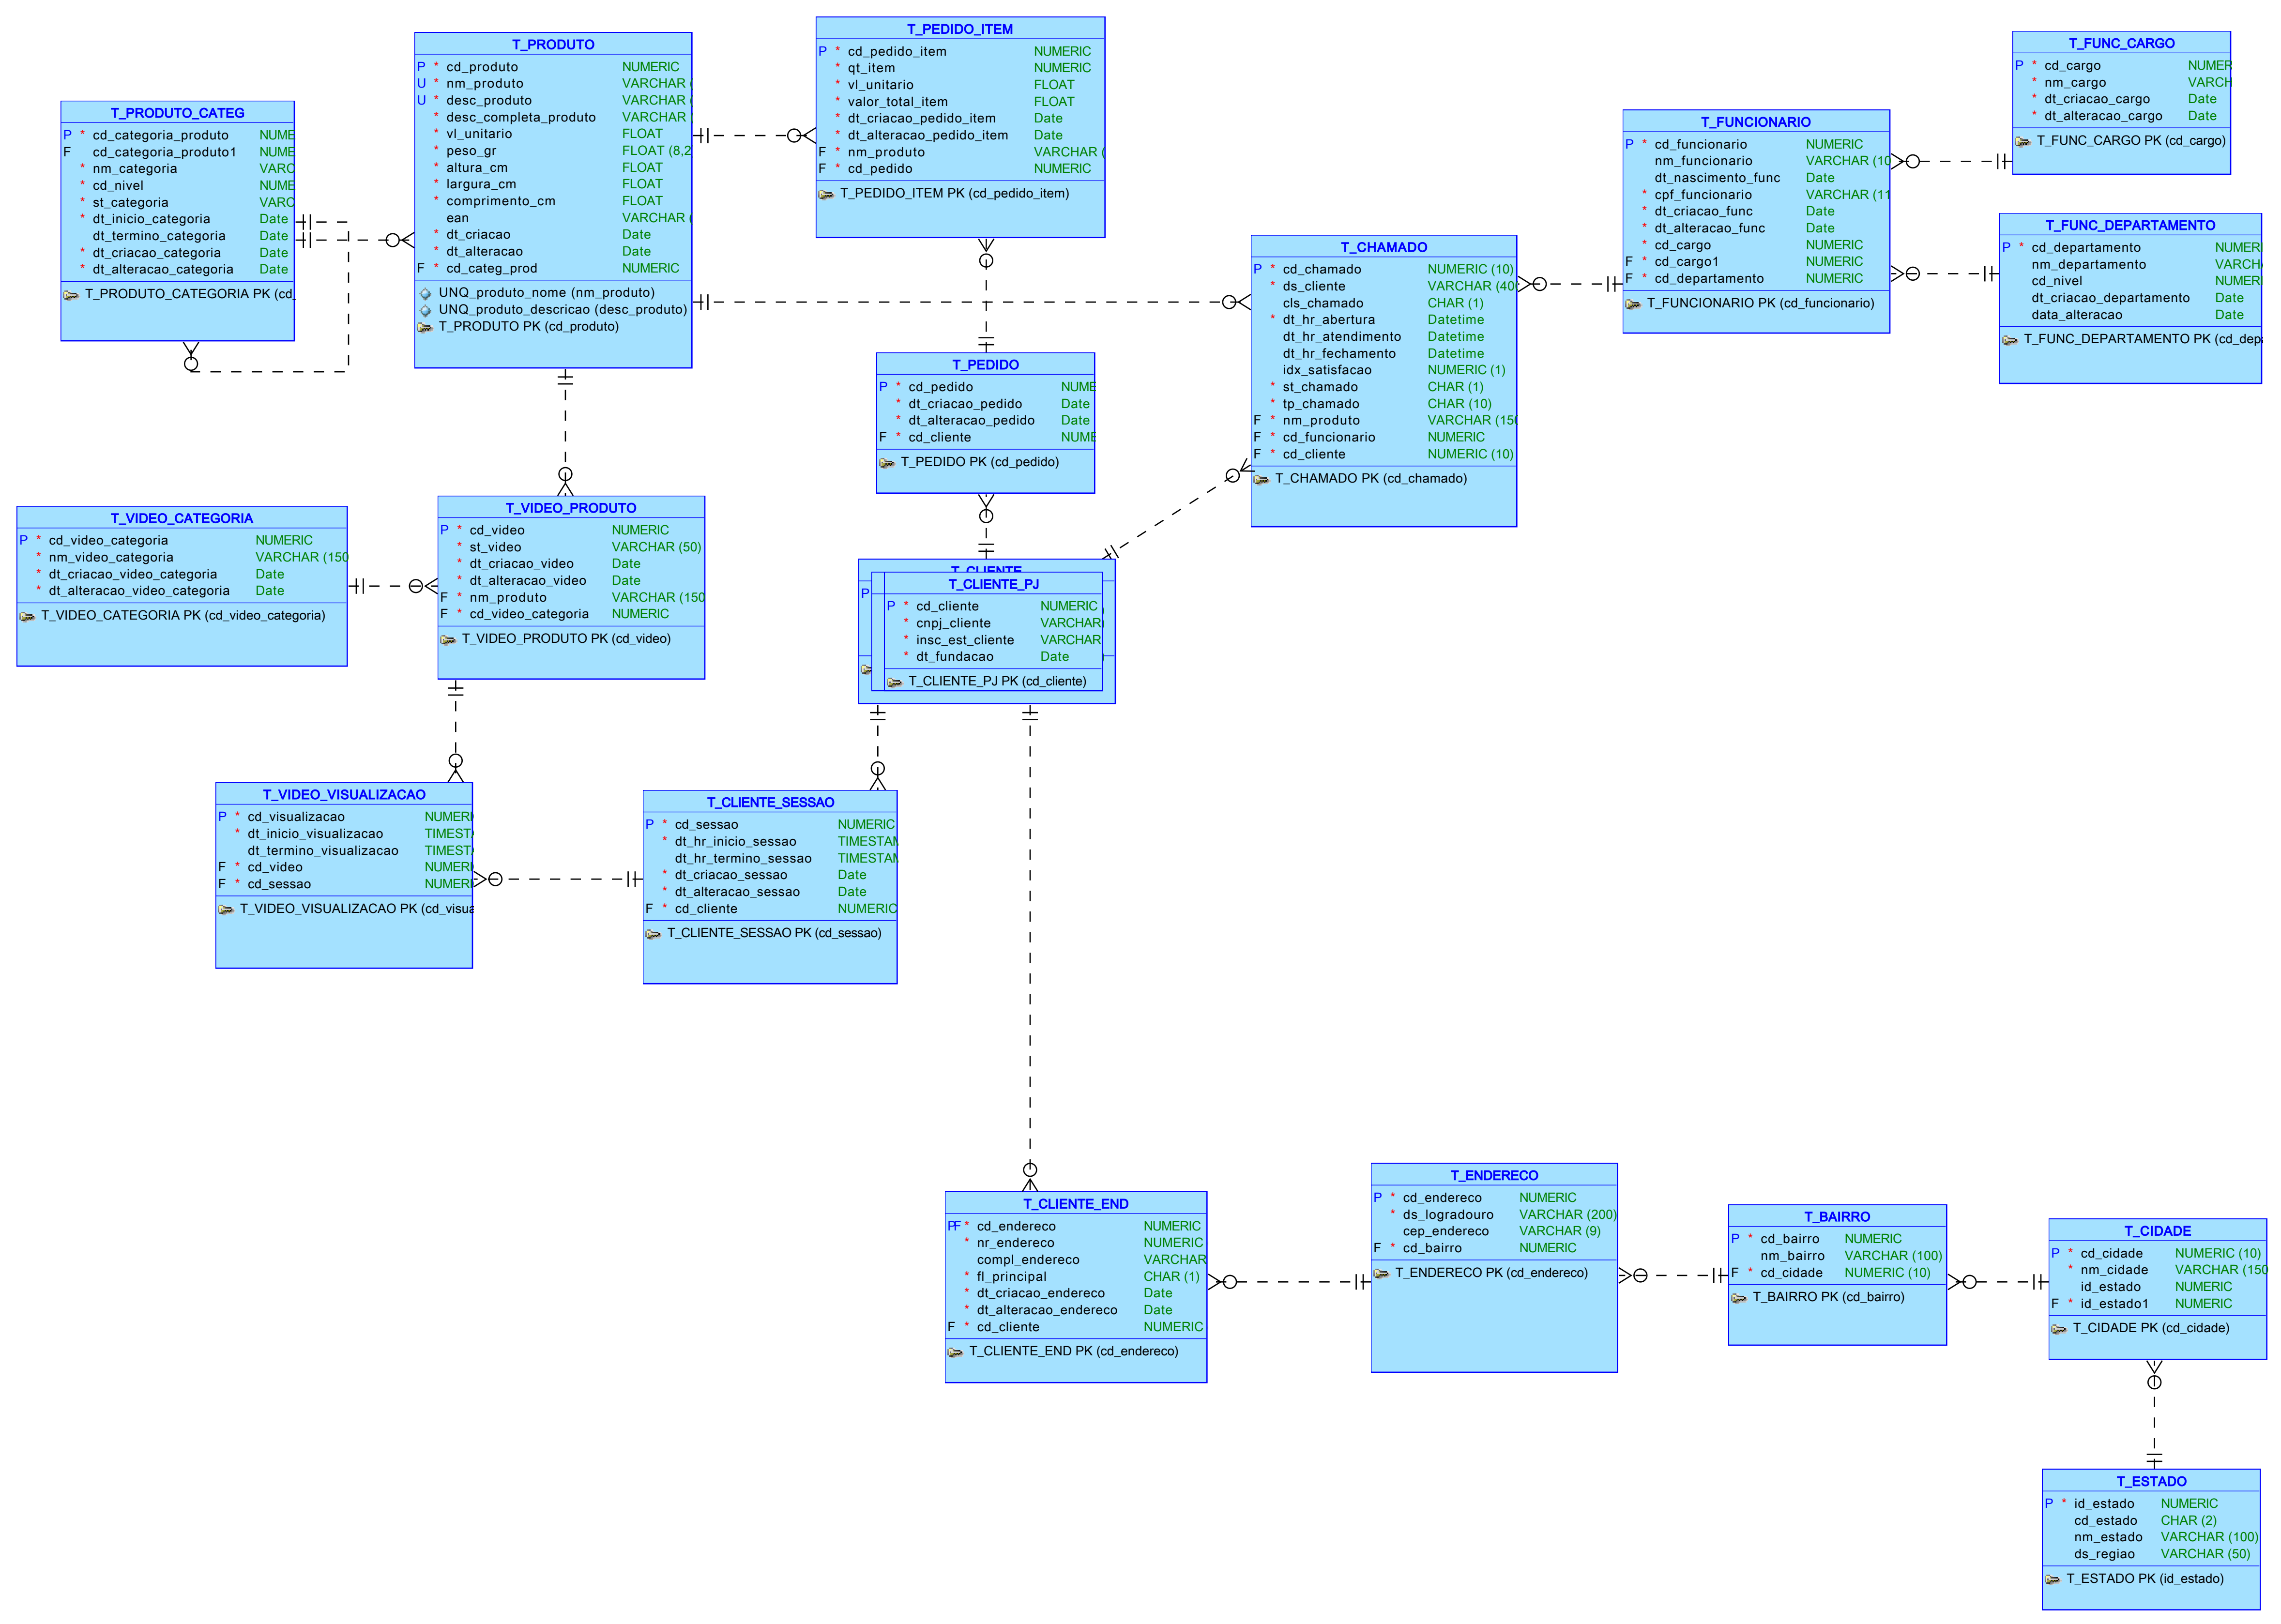 T_PRODUTO_CATEG
P * cd_categoria_produto NUME
F cd_categoria_produto1 NUME
* nm_categoria VARC
* cd_nivel NUME
* st_categoria VARC
* dt_inicio_categoria Date
dt_termino_categoria Date
* dt_criacao_categoria Date
* dt_alteracao_categoria Date
T_PRODUTO_CATEGORIA PK (cd_
T_PRODUTO
P * cd_produto NUMERIC
U * nm_produto VARCHAR (
U * desc_produto VARCHAR (
* desc_completa_produto VARCHAR
* vl_unitario FLOAT
* peso_gr FLOAT (8,2
* altura_cm FLOAT
* largura_cm FLOAT
* comprimento_cm FLOAT
ean VARCHAR (
* dt_criacao Date
* dt_alteracao Date
F * cd_categ_prod NUMERIC
UNQ_produto_nome (nm_produto)
UNQ_produto_descricao (desc_produto)
T_PRODUTO PK (cd_produto)
T_PEDIDO_ITEM
P * cd_pedido_item NUMERIC
* qt_item NUMERIC
* vl_unitario FLOAT
* valor_total_item FLOAT
* dt_criacao_pedido_item Date
* dt_alteracao_pedido_item Date
F * nm_produto VARCHAR (
F * cd_pedido NUMERIC
T_PEDIDO_ITEM PK (cd_pedido_item)
T_CHAMADO
P * cd_chamado NUMERIC (10)
* ds_cliente VARCHAR (40
cls_chamado CHAR (1)
* dt_hr_abertura Datetime
dt_hr_atendimento Datetime
dt_hr_fechamento Datetime
idx_satisfacao NUMERIC (1)
* st_chamado CHAR (1)
* tp_chamado CHAR (10)
F * nm_produto VARCHAR (150
F * cd_funcionario NUMERIC
F * cd_cliente NUMERIC (10)
T_CHAMADO PK (cd_chamado)
T_FUNCIONARIO
P * cd_funcionario NUMERIC
nm_funcionario VARCHAR (10
dt_nascimento_func Date
* cpf_funcionario VARCHAR (11
* dt_criacao_func Date
* dt_alteracao_func Date
* cd_cargo NUMERIC
F * cd_cargo1 NUMERIC
F * cd_departamento NUMERIC
T_FUNCIONARIO PK (cd_funcionario)
T_FUNC_CARGO
P * cd_cargo NUMER
* nm_cargo VARCH
* dt_criacao_cargo Date
* dt_alteracao_cargo Date
T_FUNC_CARGO PK (cd_cargo)
T_FUNC_DEPARTAMENTO
P * cd_departamento NUMER
nm_departamento VARCH
cd_nivel NUMER
dt_criacao_departamento Date
data_alteracao Date
T_FUNC_DEPARTAMENTO PK (cd_depa
T_PEDIDO
P * cd_pedido NUME
* dt_criacao_pedido Date
* dt_alteracao_pedido Date
F * cd_cliente NUME
T_PEDIDO PK (cd_pedido)
T_VIDEO_CATEGORIA
P * cd_video_categoria NUMERIC
* nm_video_categoria VARCHAR (150
* dt_criacao_video_categoria Date
* dt_alteracao_video_categoria Date
T_VIDEO_CATEGORIA PK (cd_video_categoria)
T_VIDEO_PRODUTO
P * cd_video NUMERIC
* st_video VARCHAR (50)
* dt_criacao_video Date
* dt_alteracao_video Date
F * nm_produto VARCHAR (150
F * cd_video_categoria NUMERIC
T_VIDEO_PRODUTO PK (cd_video)
T_CLIENTE
P
T_CLIENTE_PJ
P * cd_cliente NUMERIC
* cnpj_cliente VARCHAR
* insc_est_cliente VARCHAR
* dt_fundacao Date
T_CLIENTE_PJ PK (cd_cliente)
T_VIDEO_VISUALIZACAO
P * cd_visualizacao NUMERI
* dt_inicio_visualizacao TIMEST
dt_termino_visualizacao TIMEST
F * cd_video NUMERI
F * cd_sessao NUMERI
T_VIDEO_VISUALIZACAO PK (cd_visua
T_CLIENTE_SESSAO
P * cd_sessao NUMERIC
* dt_hr_inicio_sessao TIMESTAM
dt_hr_termino_sessao TIMESTAM
* dt_criacao_sessao Date
* dt_alteracao_sessao Date
F * cd_cliente NUMERIC
T_CLIENTE_SESSAO PK (cd_sessao)
T_CLIENTE_END
PF * cd_endereco NUMERIC
* nr_endereco NUMERIC
compl_endereco VARCHAR
* fl_principal CHAR (1)
* dt_criacao_endereco Date
* dt_alteracao_endereco Date
F * cd_cliente NUMERIC
T_CLIENTE_END PK (cd_endereco)
T_ENDERECO
P * cd_endereco NUMERIC
* ds_logradouro VARCHAR (200)
cep_endereco VARCHAR (9)
F * cd_bairro NUMERIC
T_ENDERECO PK (cd_endereco)
T_BAIRRO
P * cd_bairro NUMERIC
nm_bairro VARCHAR (100)
F * cd_cidade NUMERIC (10)
T_BAIRRO PK (cd_bairro)
T_CIDADE
P * cd_cidade NUMERIC (10)
* nm_cidade VARCHAR (150
id_estado NUMERIC
F * id_estado1 NUMERIC
T_CIDADE PK (cd_cidade)
T_ESTADO
P * id_estado NUMERIC
cd_estado CHAR (2)
nm_estado VARCHAR (100)
ds_regiao VARCHAR (50)
T_ESTADO PK (id_estado)